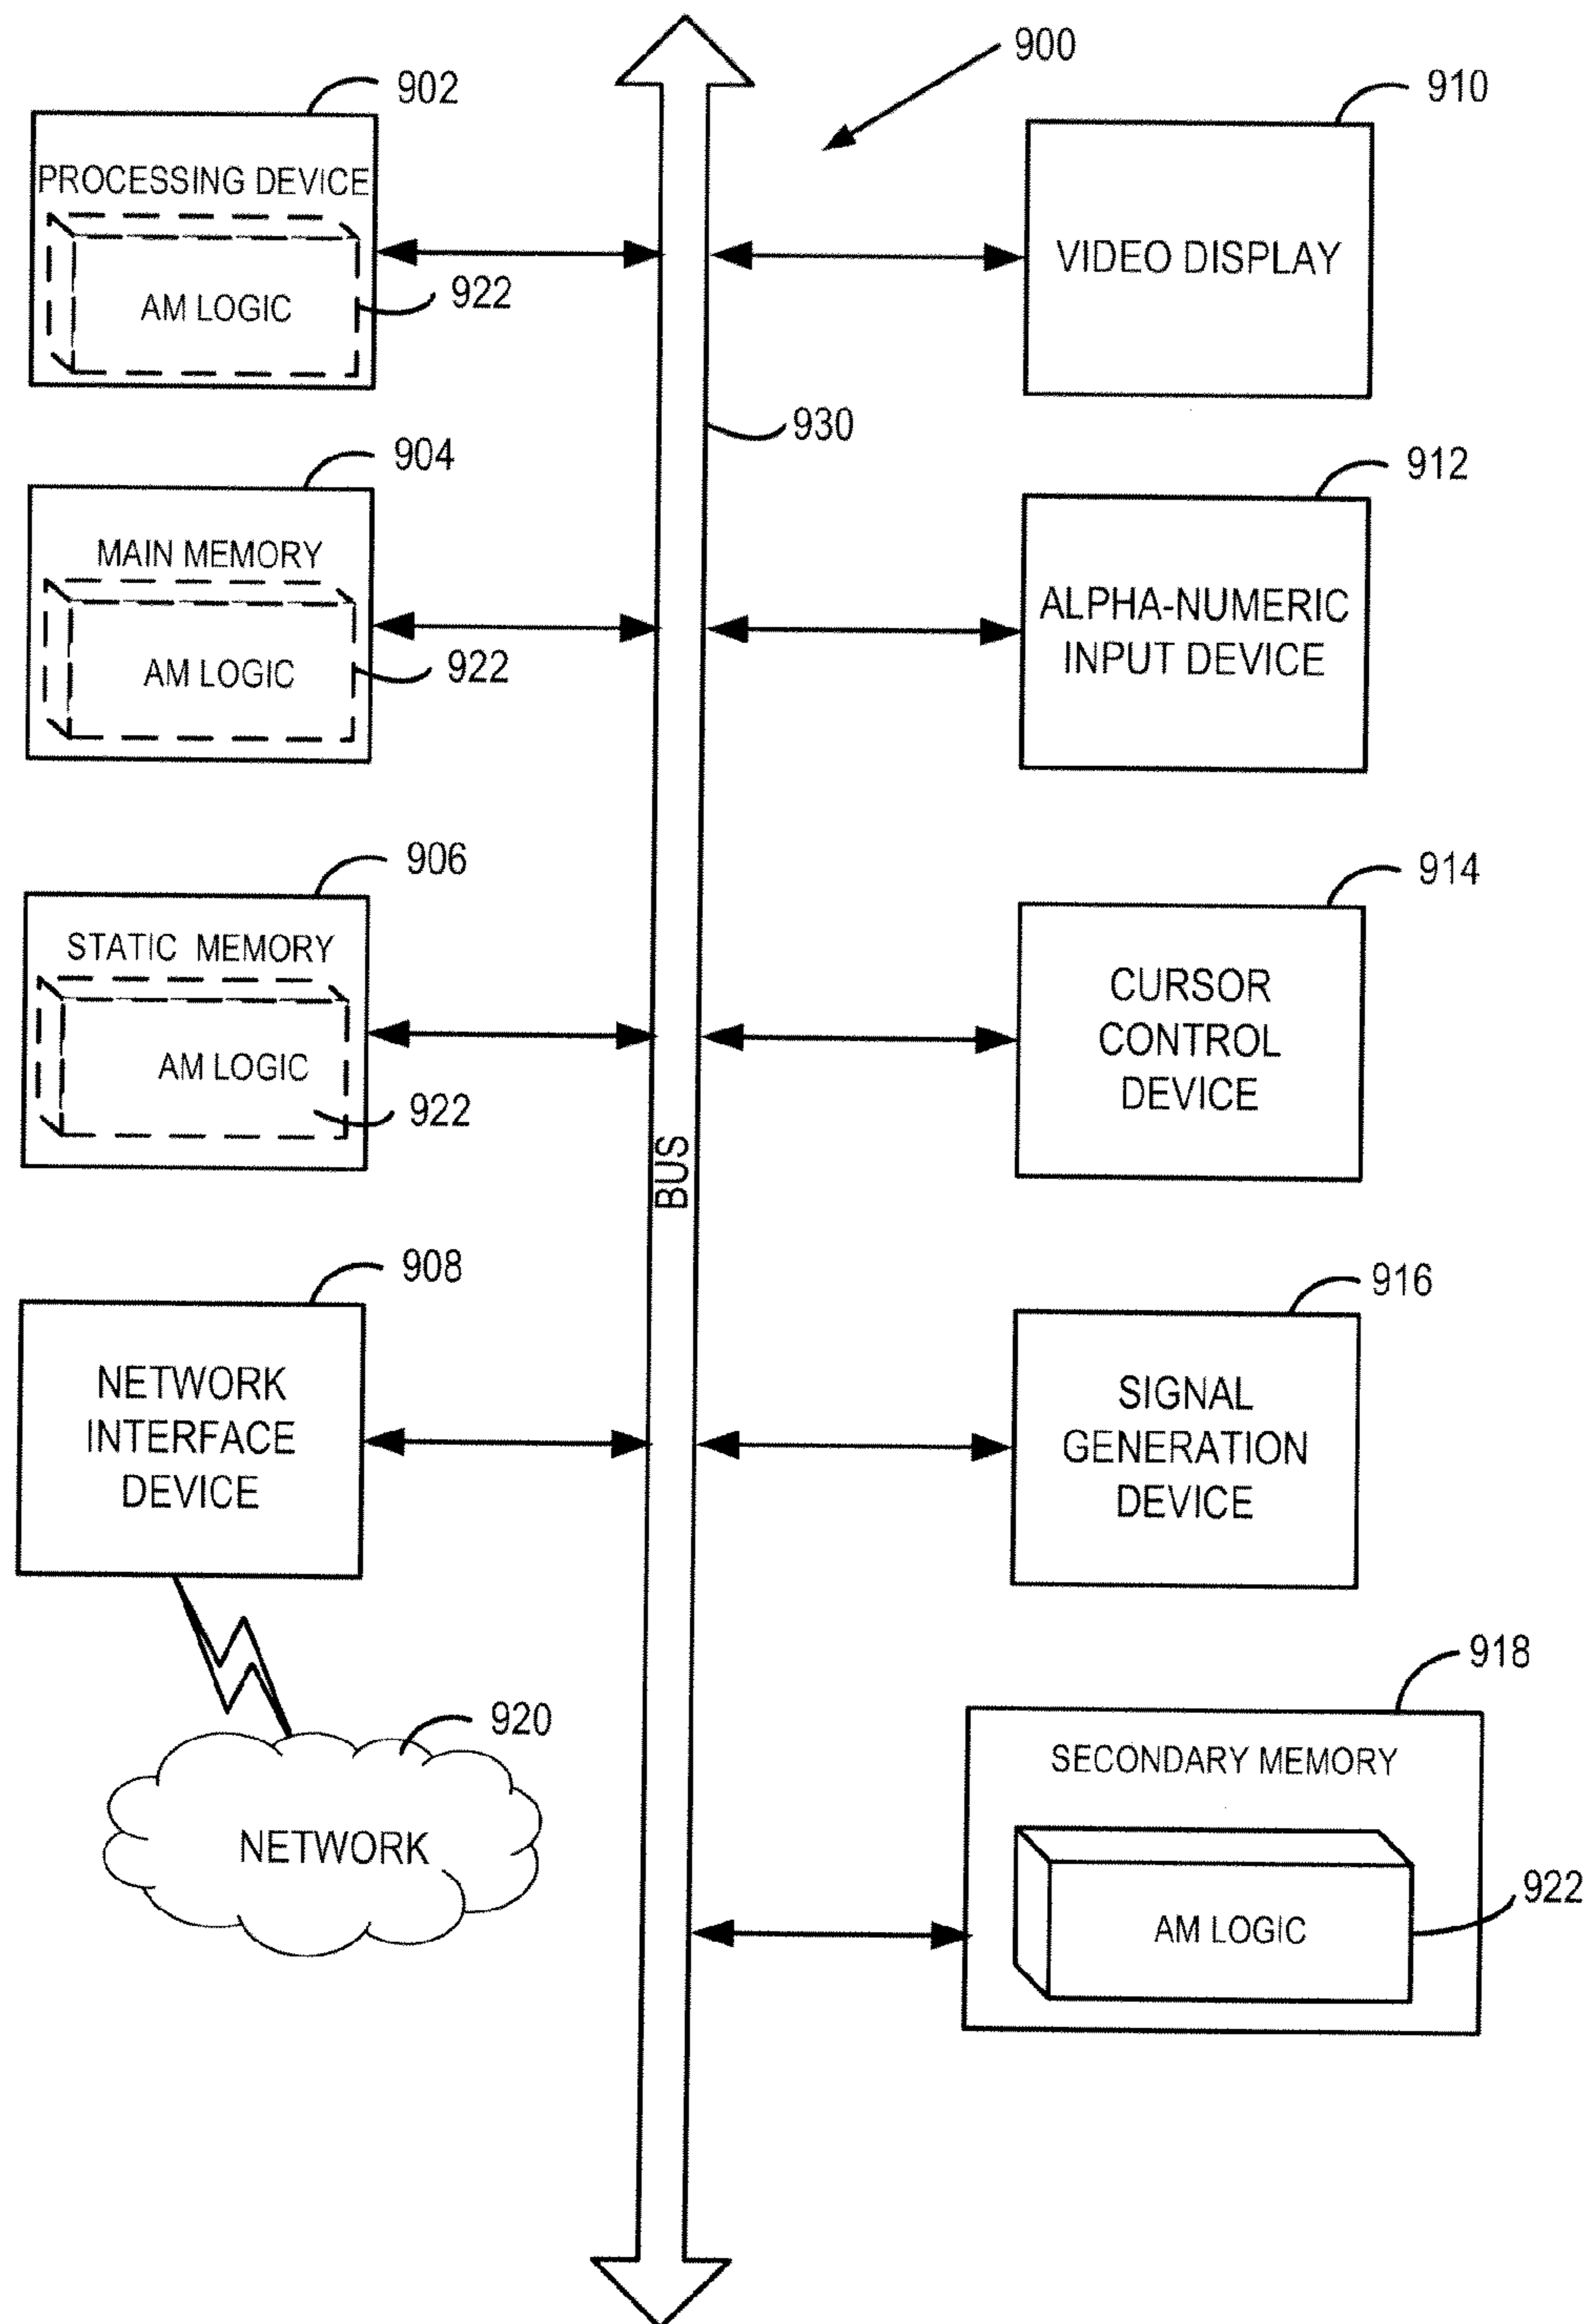 900
902
PROCESSING DEVICE
AM LOGIC
922
910
VIDEO DISPLAY
930
904
MAIN MEMORY
AM LOGIC
922
912
ALPHA-NUMERIC
INPUT DEVICE
906
STATIC MEMORY
AM LOGIC
922
914
CURSOR
CONTROL
DEVICE
BUS
908
NETWORK
INTERFACE
DEVICE
916
SIGNAL
GENERATION
DEVICE
920
NETWORK
918
SECONDARY MEMORY
AM LOGIC
922